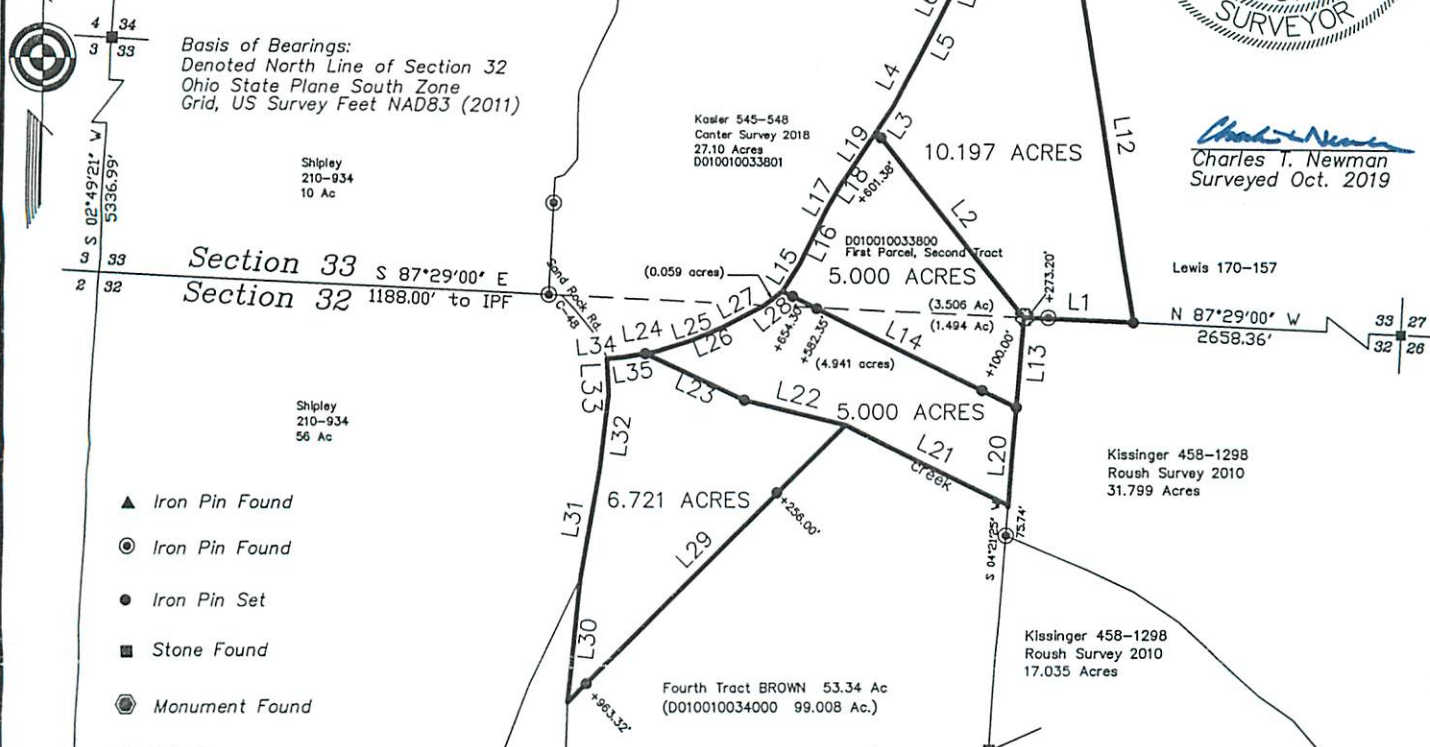 SURVEYOR
4 34
3 33
Basis of Bearings:
Denoted North Line of Section 32
Ohio State Plane South Zone
Grid, US Survey Feet NAD83 (2011)
S 02°49'21" W
5336.99'
Shipley
210-934
10 Ac
Kasler 545-548
Canter Survey 2018
27.10 Acres
D010010033801
L5
L4
L3
L19
L18
L17
L16
L15
+601.38'
10.197 ACRES
L12
L2
Charles T. Newman
Surveyed Oct. 2019
D010010033800
First Parcel, Second Tract
5.000 ACRES
(3.506 Ac)
(1.494 Ac)
+273.20'
L1
Lewis 170-157
N 87°29'00" W
2658.36'
33 27
32 26
3 33
2 32
Section 33
Section 32
S 87°29'00" E
1188.00' to IPF
Sand Rock Rd.
C-48
(0.059 acres)
L27
L28
L24
L25
L26
+654.30'
+582.35'
L14
(4.941 acres)
+100.00'
L13
L34
L35
L33
L23
L22
5.000 ACRES
L32
L21
creek
L20
Shipley
210-934
56 Ac
Kissinger 458-1298
Roush Survey 2010
31.799 Acres
L31
6.721 ACRES
+256.00'
L29
S 04°21'25" W
75.74'
L30
+963.32'
Iron Pin Found
Iron Pin Found
Iron Pin Set
Stone Found
Monument Found
Kissinger 458-1298
Roush Survey 2010
17.035 Acres
Fourth Tract BROWN 53.34 Ac
(D010010034000 99.008 Ac.)